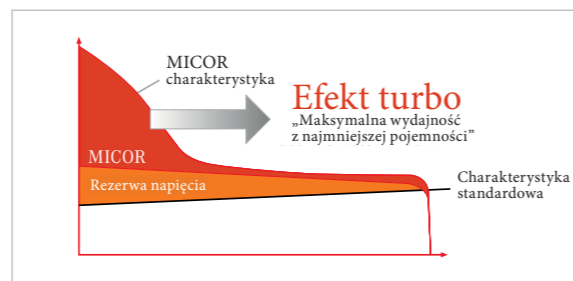 MICOR
charakterystyka
Efekt turbo
„Maksymalna wydajność
z najmniejszej pojemności”
MICOR
Rezerwa napięcia
Charakterystyka
standardowa